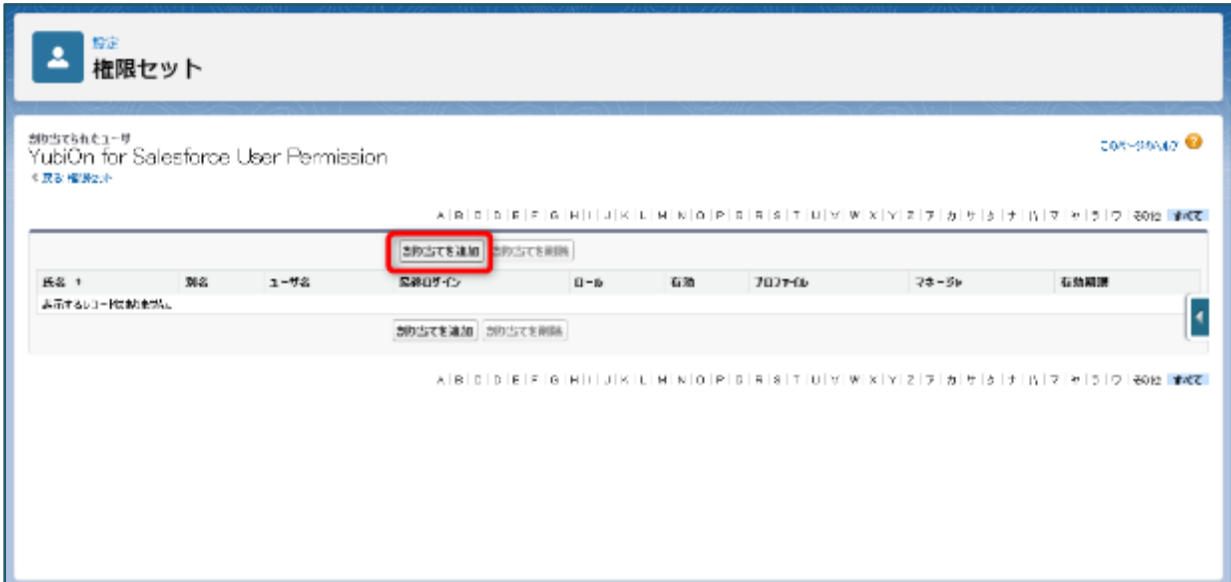 設定
権限セット
割り当てられたユーザ
YubiOn for Salesforce User Permission
このページのヘルプ
« 戻る: 権限セット
A | B | C | D | E | F | G | H | I | J | K | L | M | N | O | P | Q | R | S | T | U | V | W | X | Y | Z | ア | カ | サ | タ | ナ | ハ | マ | ヤ | ラ | ワ | その他 すべて
割り当てを追加 割り当てを削除
氏名 ↑ 別名 ユーザ名 最終ログイン ロール 有効 プロファイル マネージャ 有効期限
表示するレコードはありません。
割り当てを追加 割り当てを削除
A | B | C | D | E | F | G | H | I | J | K | L | M | N | O | P | Q | R | S | T | U | V | W | X | Y | Z | ア | カ | サ | タ | ナ | ハ | マ | ヤ | ラ | ワ | その他 すべて